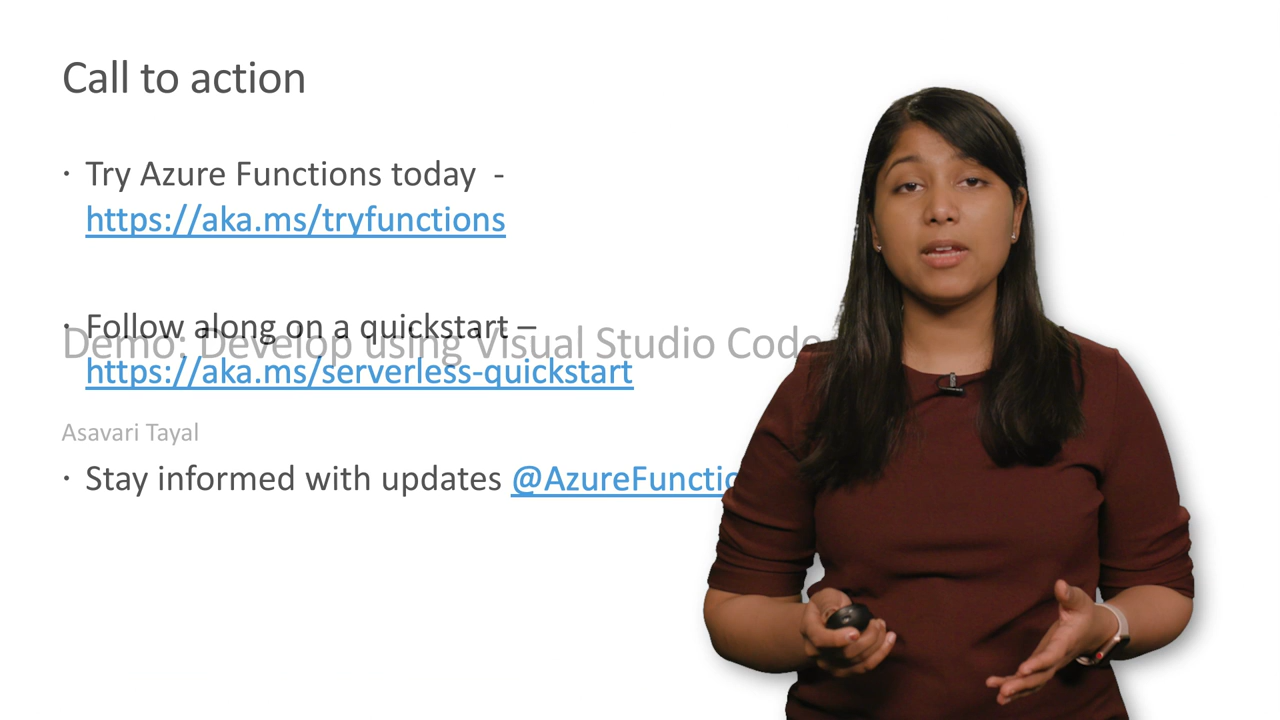 Call to action
· Try Azure Functions today -
https://aka.ms/tryfunctions
· Follow along on a quickstart –
Demo: Develop using Visual Studio Code
https://aka.ms/serverless-quickstart
Asavari Tayal
· Stay informed with updates